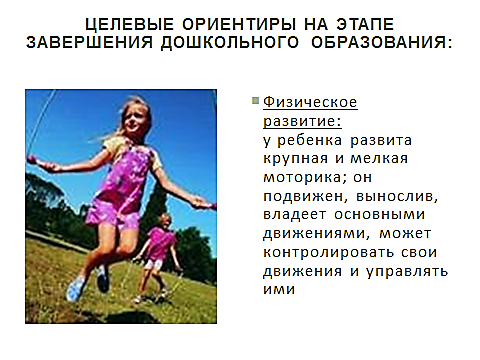 ЦЕЛЕВЫЕ ОРИЕНТИРЫ НА ЭТАПЕ
ЗАВЕРШЕНИЯ ДОШКОЛЬНОГО ОБРАЗОВАНИЯ:
Физическое
развитие:
у ребенка развита
крупная и мелкая
моторика; он
подвижен, вынослив,
владеет основными
движениями, может
контролировать свои
движения и управлять
ими